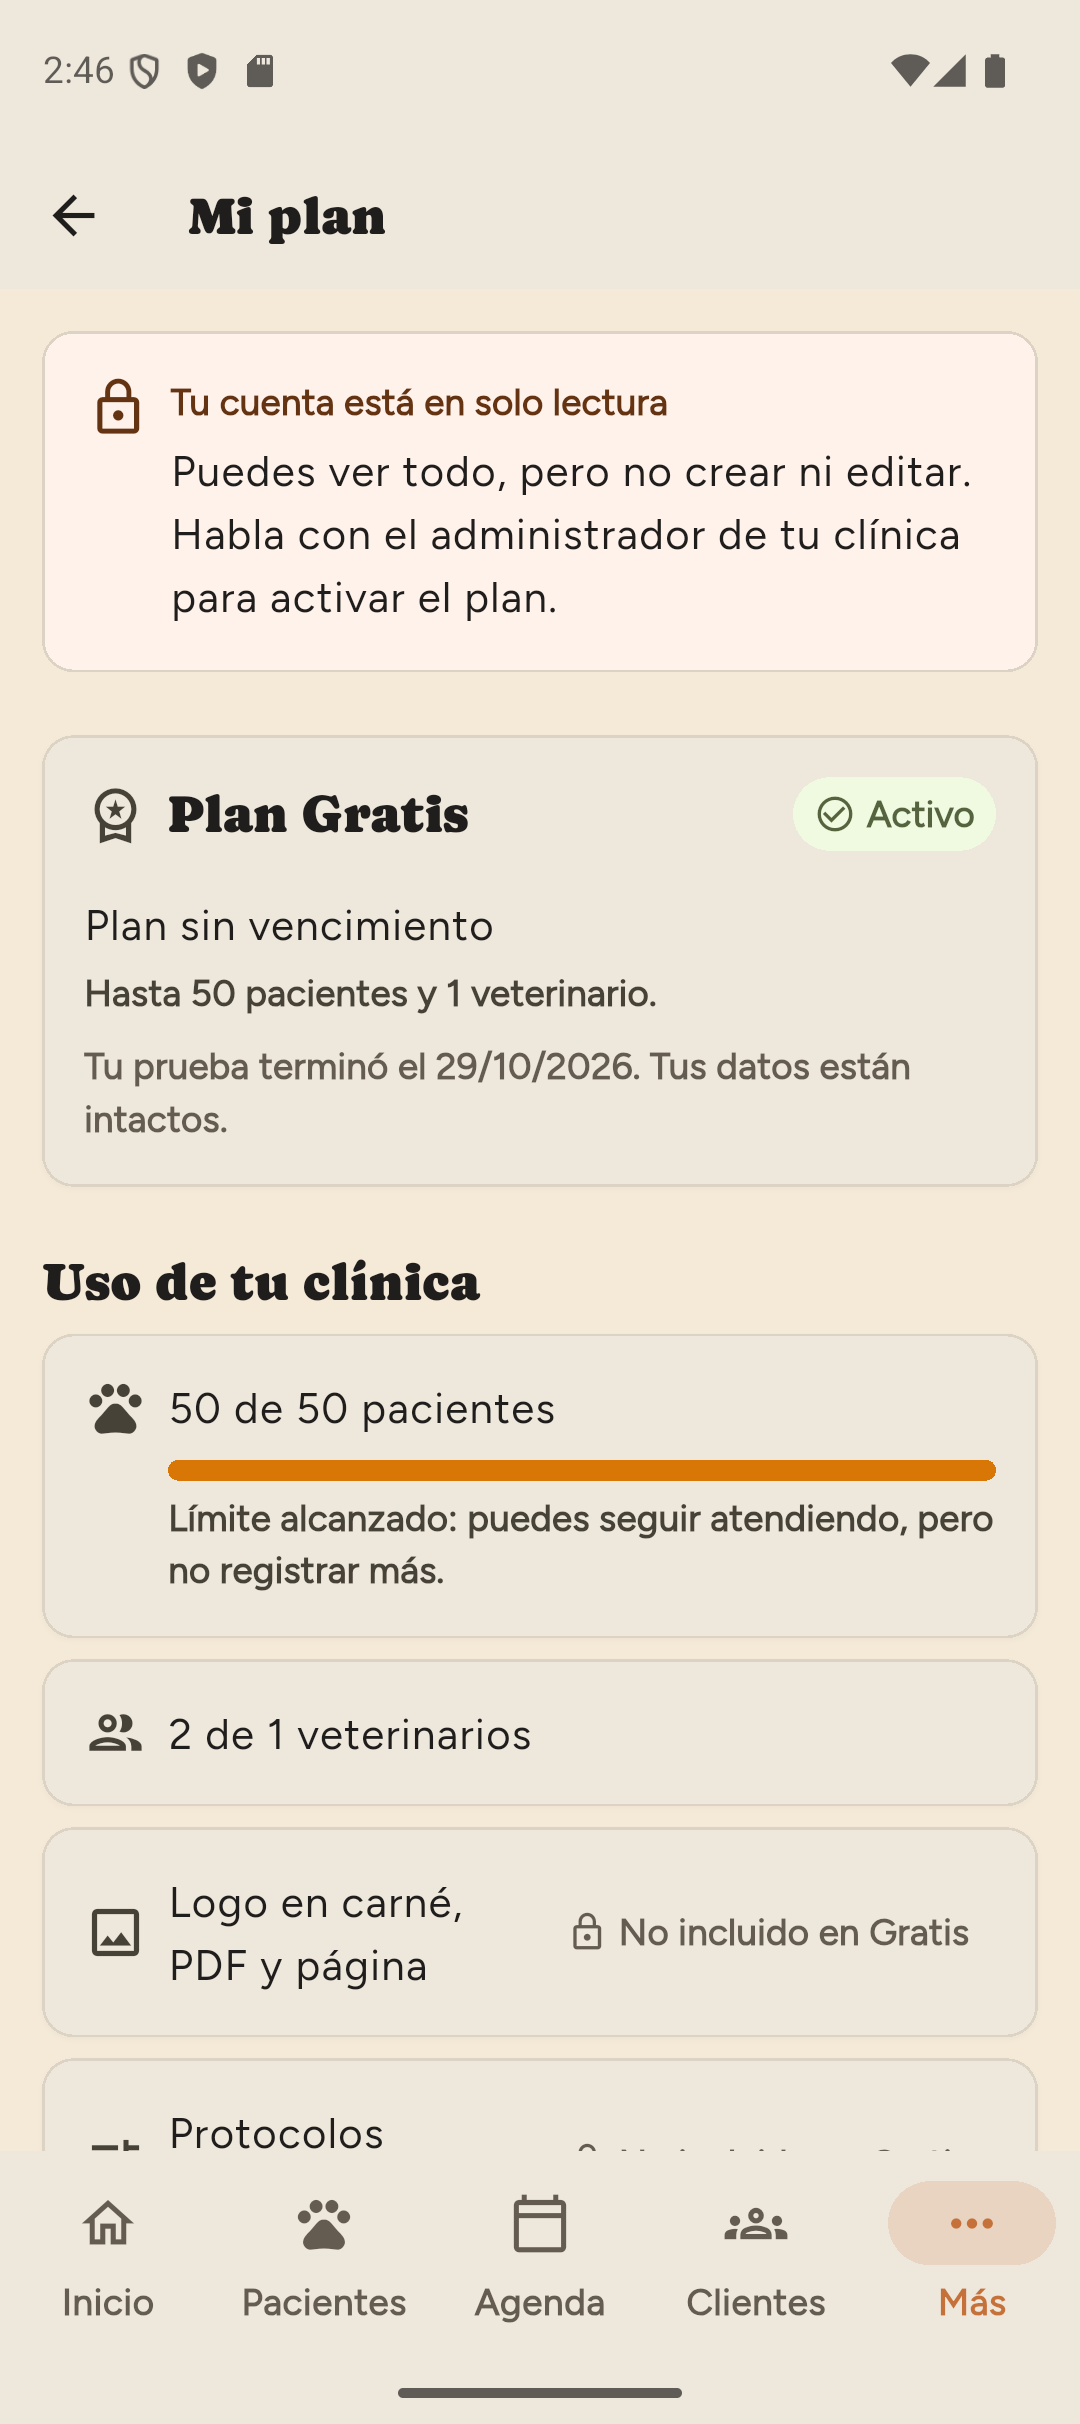 2:46
Mi plan
Tu cuenta está en solo lectura
Puedes ver todo, pero no crear ni editar.
Habla con el administrador de tu clínica
para activar el plan.
Plan Gratis
Activo
Plan sin vencimiento
Hasta 50 pacientes y 1 veterinario.
Tu prueba terminó el 29/10/2026. Tus datos están
intactos.
Uso de tu clínica
50 de 50 pacientes
Límite alcanzado: puedes seguir atendiendo, pero
no registrar más.
2 de 1 veterinarios
Logo en carné,
PDF y página
No incluido en Gratis
Protocolos
Inicio
Pacientes
Agenda
Clientes
Más